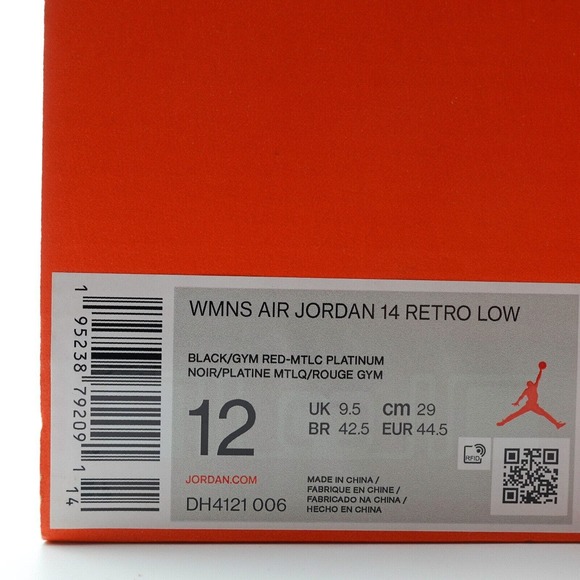 WMNS AIR JORDAN 14 RETRO LOW
BLACK/GYM RED-MTLC PLATINUM
NOIR/PLATINE MTLQ/ROUGE GYM
12
UK 9.5 cm 29
BR 42.5 EUR 44.5
JORDAN.COM
DH4121 006
MADE IN CHINA /
FABRIQUE EN CHINE /
FABRICADO NA CHINA /
HECHO EN CHINA
RFID
1 95238 79209 1 14